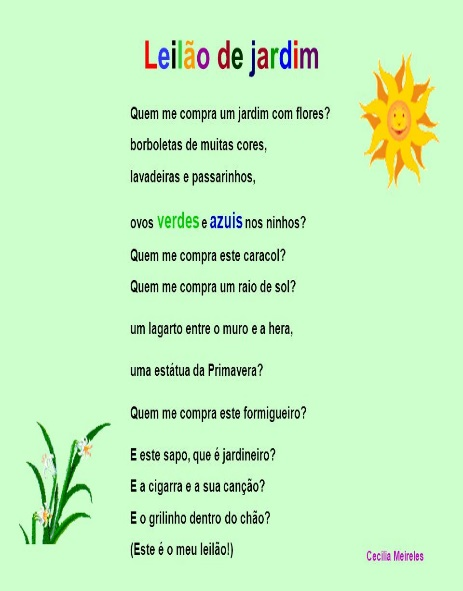 Leilão de jardim
Quem me compra um jardim com flores?
borboletas de muitas cores,
lavadeiras e passarinhos,
ovos verdes e azuis nos ninhos?
Quem me compra este caracol?
Quem me compra um raio de sol?
um lagarto entre o muro e a hera,
uma estátua da Primavera?
Quem me compra este formigueiro?
E este sapo, que é jardineiro?
E a cigarra e a sua canção?
E o grilinho dentro do chão?
(Este é o meu leilão!)
Cecilia Meireles